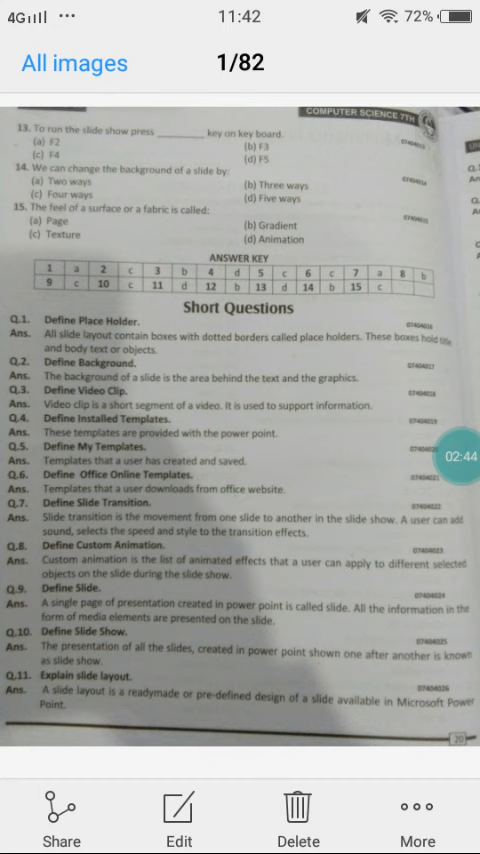 4G 11:42 72%
All images 1/82
COMPUTER SCIENCE 7TH
13. To run the slide show press ________ key on key board.
(a) F2 (b) F3
(c) F4 (d) F5
14. We can change the background of a slide by:
(a) Two ways (b) Three ways
(c) Four ways (d) Five ways
15. The feel of a surface or a fabric is called:
(a) Page (b) Gradient
(c) Texture (d) Animation
ANSWER KEY
1 a 2 c 3 b 4 d 5 c 6 c 7 a 8 b
9 c 10 c 11 d 12 b 13 d 14 b 15 c
Short Questions
Q.1. Define Place Holder. 07404016
Ans. All slide layout contain boxes with dotted borders called place holders. These boxes hold title
and body text or objects.
Q.2. Define Background. 07404017
Ans. The background of a slide is the area behind the text and the graphics.
Q.3. Define Video Clip. 07404018
Ans. Video clip is a short segment of a video. It is used to support information.
Q.4. Define Installed Templates. 07404019
Ans. These templates are provided with the power point.
Q.5. Define My Templates.
Ans. Templates that a user has created and saved.
02:44
Q.6. Define Office Online Templates. 07404021
Ans. Templates that a user downloads from office website.
Q.7. Define Slide Transition. 07404022
Ans. Slide transition is the movement from one slide to another in the slide show. A user can add
sound, selects the speed and style to the transition effects.
Q.8. Define Custom Animation. 07404023
Ans. Custom animation is the list of animated effects that a user can apply to different selected
objects on the slide during the slide show.
Q.9. Define Slide. 07404024
Ans. A single page of presentation created in power point is called slide. All the information in the
form of media elements are presented on the slide.
Q.10. Define Slide Show. 07404025
Ans. The presentation of all the slides, created in power point shown one after another is known
as slide show.
Q.11. Explain slide layout. 07404026
Ans. A slide layout is a readymade or pre-defined design of a slide available in Microsoft Power
Point.
20
Share Edit Delete More